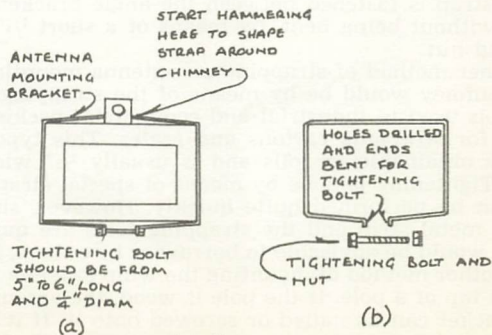 START HAMMERING
HERE TO SHAPE
STRAP AROUND
CHIMNEY
ANTENNA
MOUNTING
BRACKET
TIGHTENING BOLT
SHOULD BE FROM
5" TO 6" LONG
AND 1/4" DIAM
(a)
HOLES DRILLED
AND ENDS
BENT FOR
TIGHTENING
BOLT
TIGHTENING BOLT AND
NUT
(b)